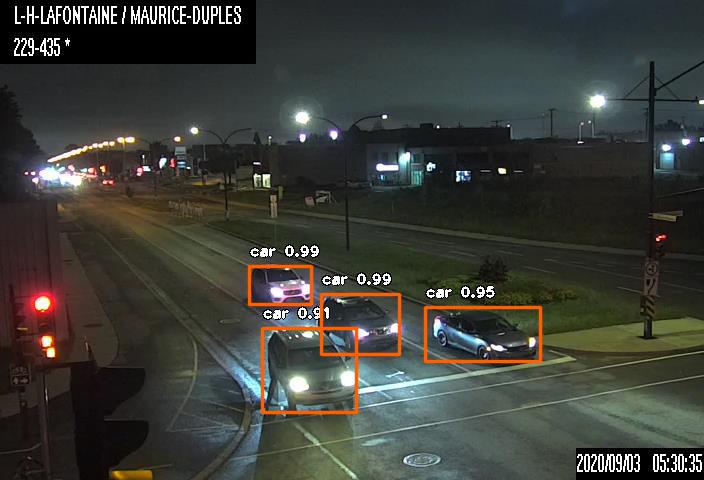 L-H-LAFONTAINE / MAURICE-DUPLES
229-435 *
car 0.99
car 0.99
car 0.95
car 0.91
2020/09/03 05:30:35